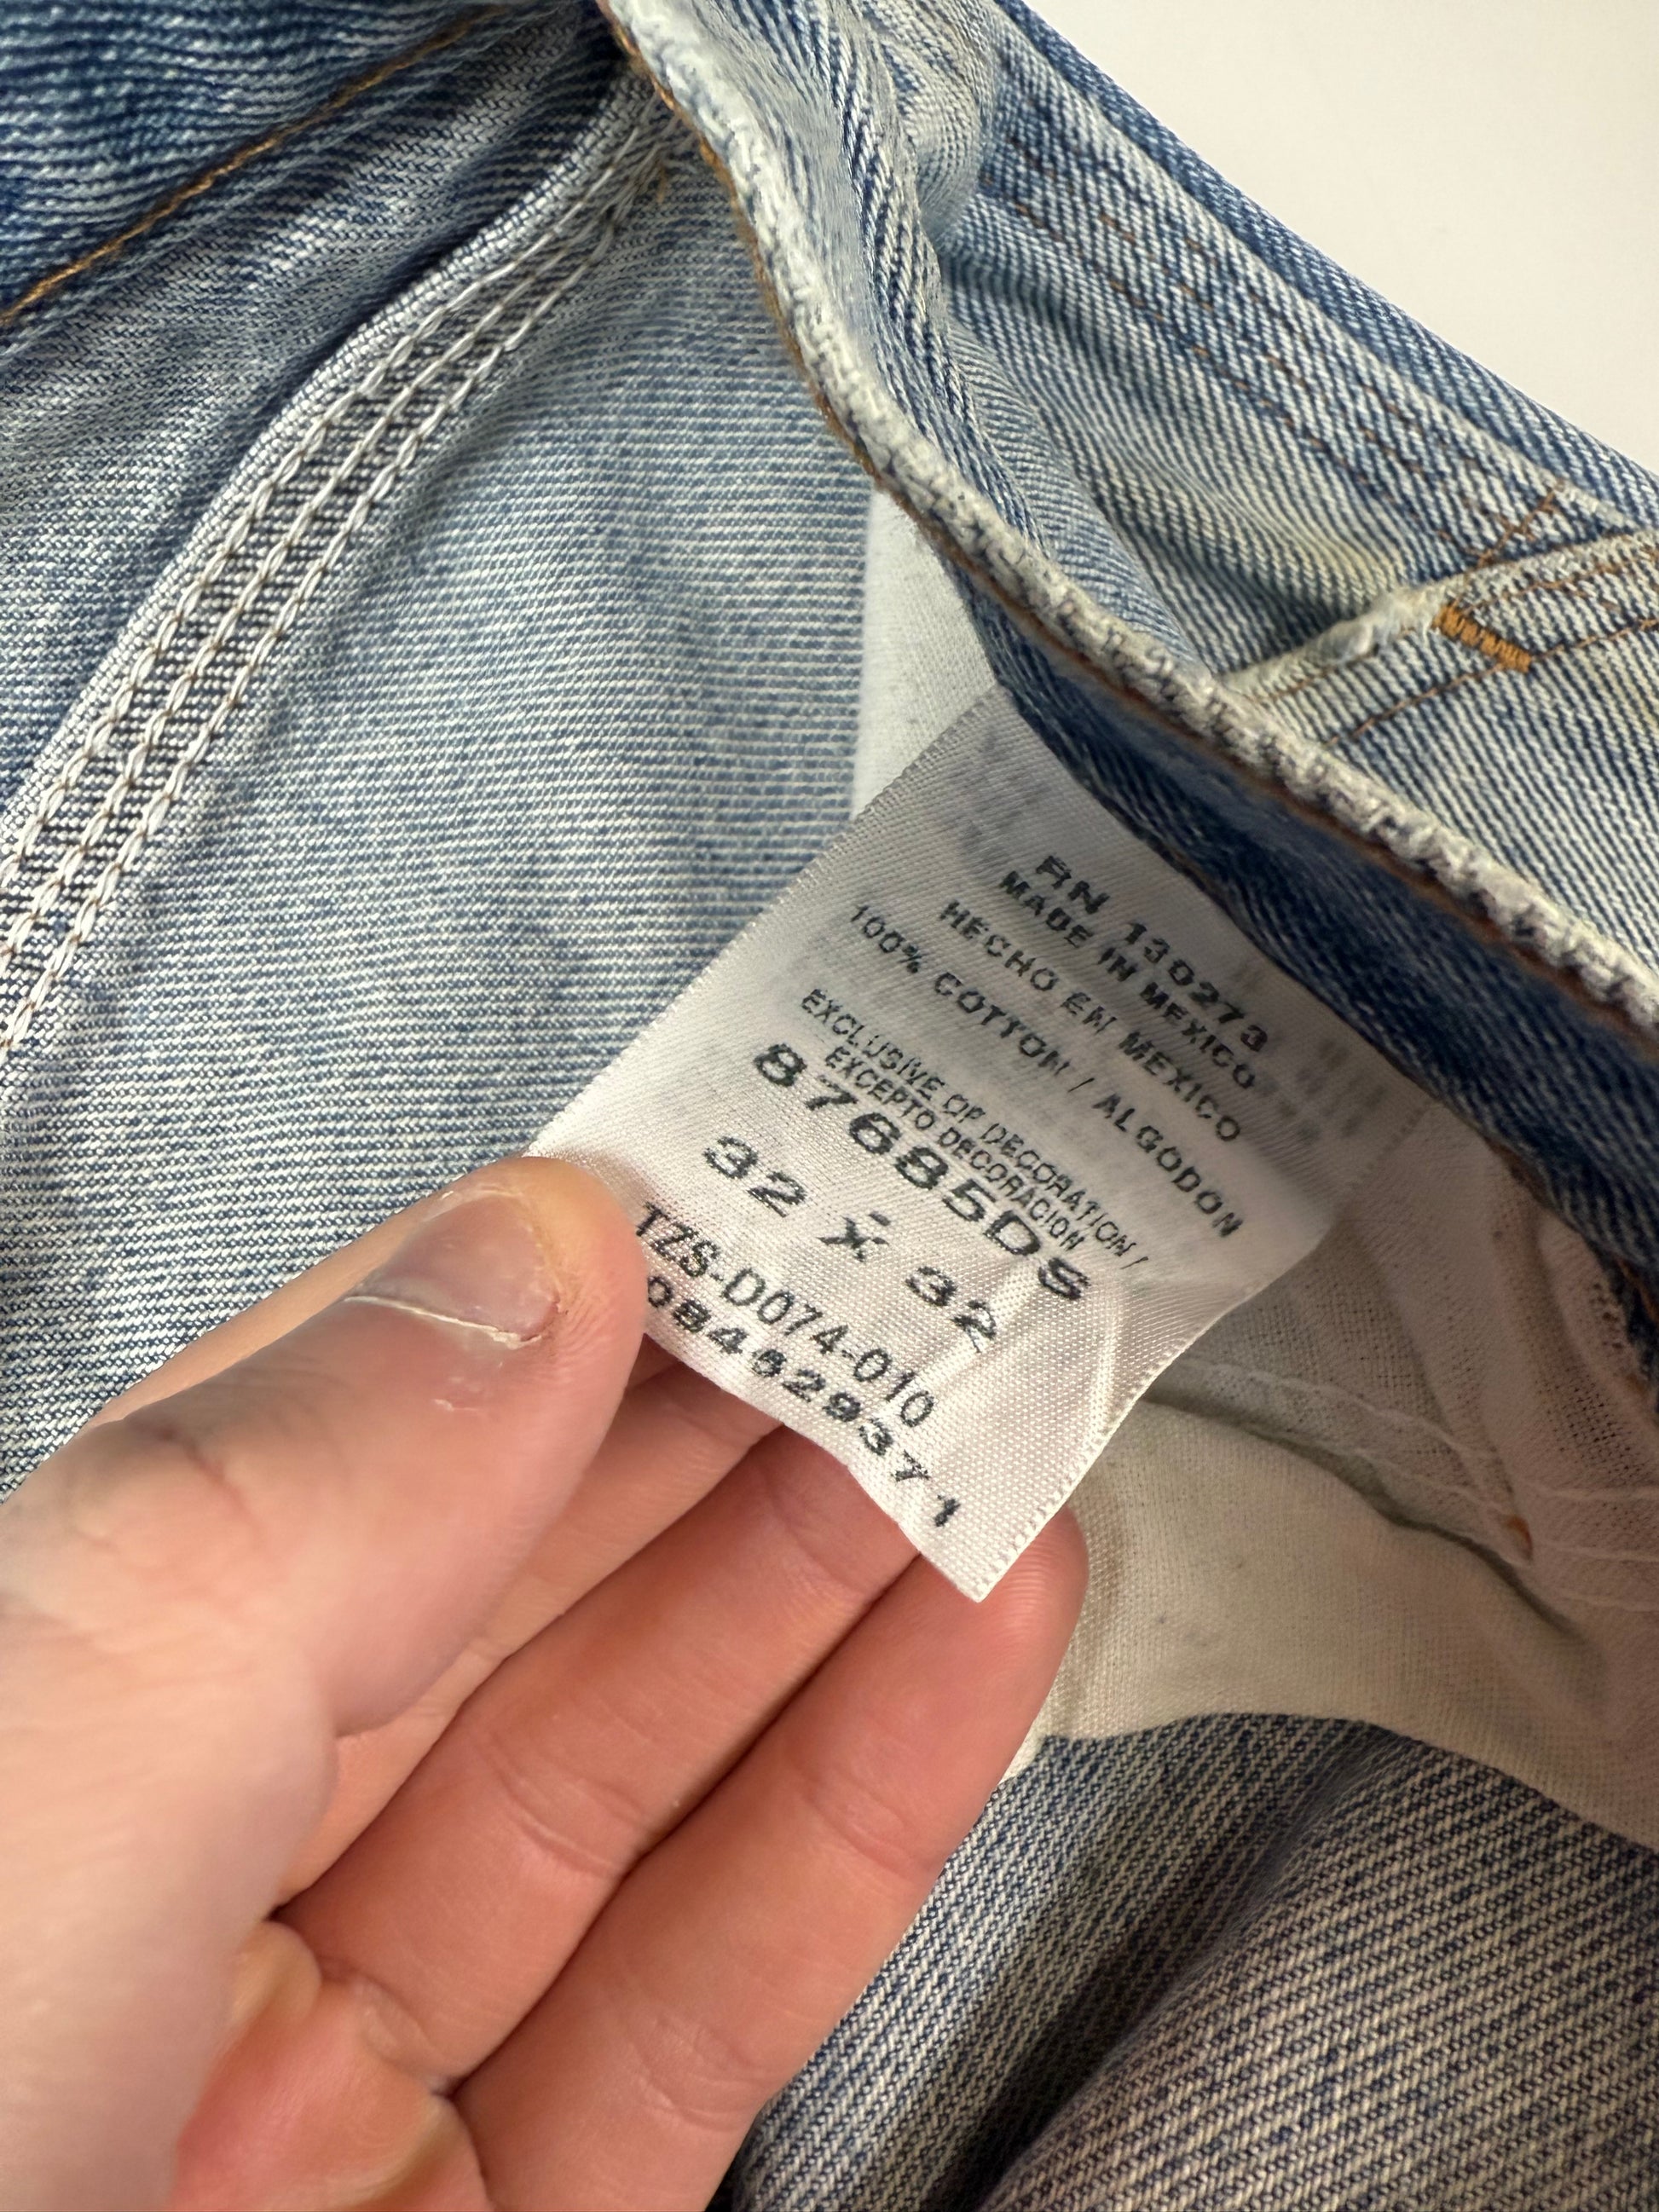 RN 130273
MADE IN MEXICO
HECHO EN MEXICO
100% COTTON / ALGODON
EXCLUSIVE OF DECORATION /
EXCEPTO DECORACION
87685DS
32 X 32
TZS-D074-010
084629371